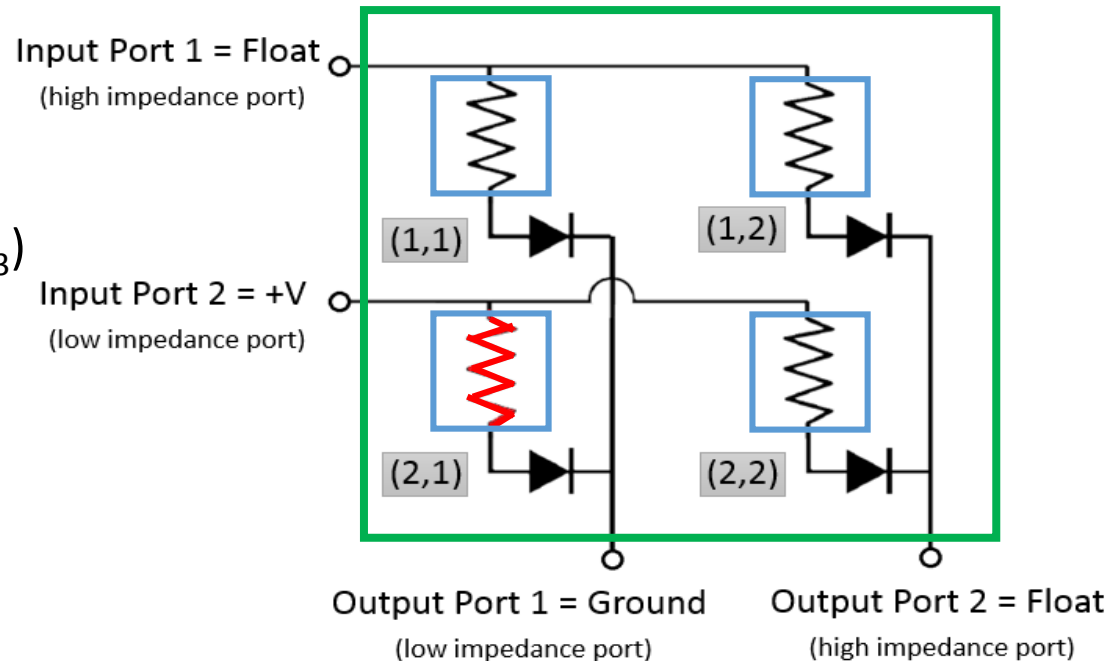 Input Port 1 = Float
(high impedance port)
(1,1)
(1,2)
3)
Input Port 2 = +V
(low impedance port)
(2,1)
(2,2)
Output Port 1 = Ground
(low impedance port)
Output Port 2 = Float
(high impedance port)